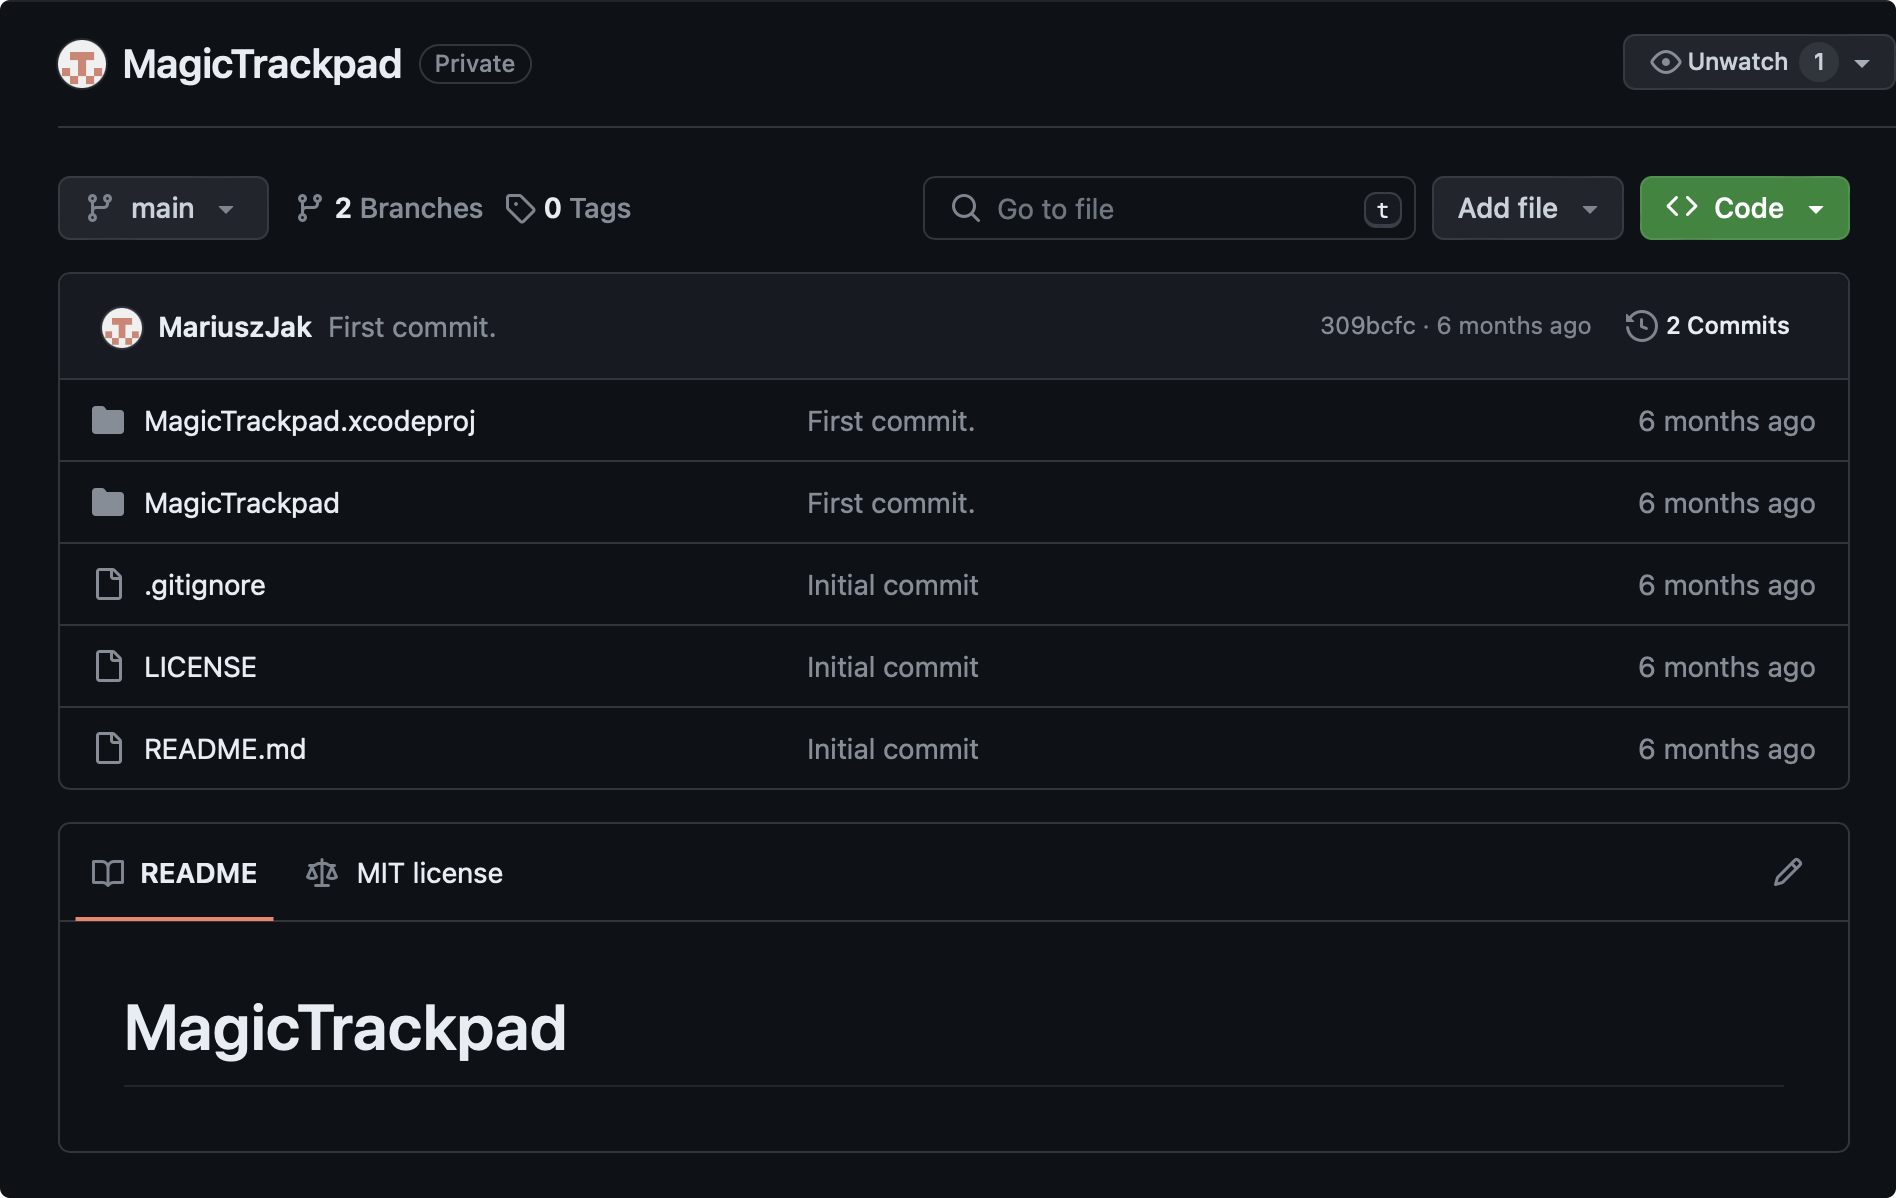 MagicTrackpad Private Unwatch 1
main 2 Branches 0 Tags Go to file t Add file Code
MariuszJak First commit. 309bcfc · 6 months ago 2 Commits
MagicTrackpad.xcodeproj First commit. 6 months ago
MagicTrackpad First commit. 6 months ago
.gitignore Initial commit 6 months ago
LICENSE Initial commit 6 months ago
README.md Initial commit 6 months ago
README MIT license
MagicTrackpad